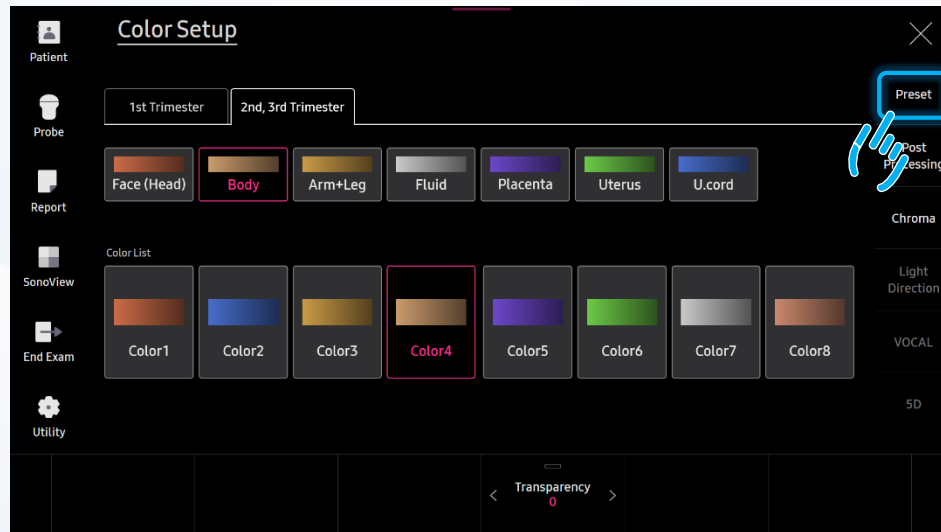 Color Setup
Patient
Probe
Report
SonoView
End Exam
Utility
1st Trimester
2nd, 3rd Trimester
Face (Head)
Body
Arm+Leg
Fluid
Placenta
Uterus
U.cord
Color List
Color1
Color2
Color3
Color4
Color5
Color6
Color7
Color8
Preset
Post
Processing
Chroma
Light
Direction
VOCAL
5D
< Transparency >
0